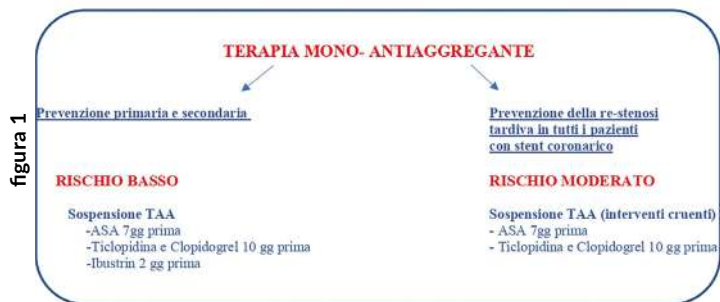 figura 1
TERAPIA MONO- ANTIAGGREGANTE
Prevenzione primaria e secondaria
RISCHIO BASSO
Sospensione TAA
-ASA 7gg prima
-Ticlopidina e Clopidogrel 10 gg prima
-Ibustrin 2 gg prima
Prevenzione della re-stenosi
tardiva in tutti i pazienti
con stent coronarico
RISCHIO MODERATO
Sospensione TAA (interventi cruenti)
- ASA 7gg prima
- Ticlopidina e Clopidogrel 10 gg prima